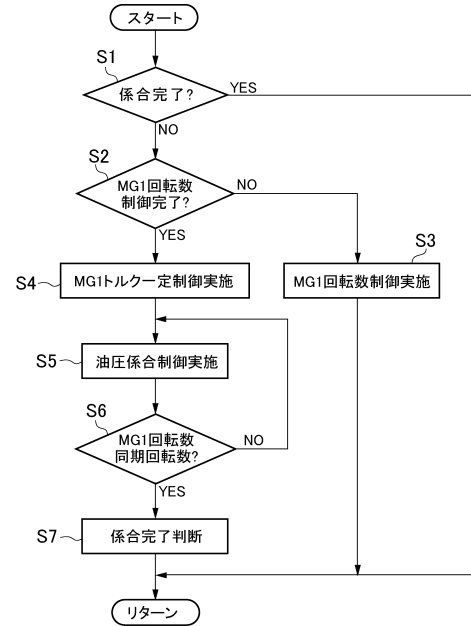 スタート
S1
係合完了?
YES
NO
S2
MG1回転数
制御完了?
NO
YES
S3
S4
MG1トルク一定制御実施
MG1回転数制御実施
S5
油圧係合制御実施
S6
MG1回転数
同期回転数?
NO
YES
S7
係合完了判断
リターン